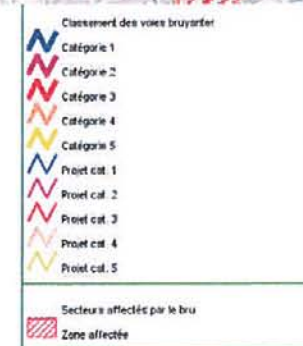 Classement des voies bruyantes
Catégorie 1
Catégorie 2
Catégorie 3
Catégorie 4
Catégorie 5
Projet cat. 1
Projet cat. 2
Projet cat. 3
Projet cat. 4
Projet cat. 5
Secteurs affectés par le bru
Zone affectée